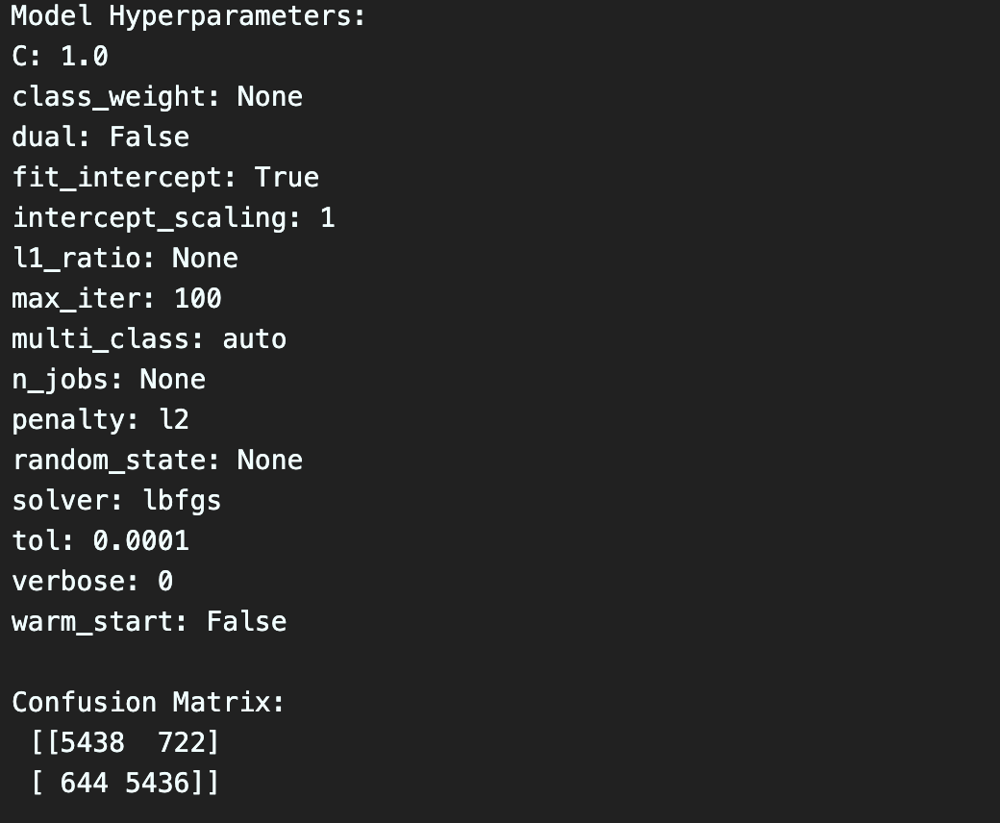 Model Hyperparameters:
C: 1.0
class_weight: None
dual: False
fit_intercept: True
intercept_scaling: 1
l1_ratio: None
max_iter: 100
multi_class: auto
n_jobs: None
penalty: l2
random_state: None
solver: lbfgs
tol: 0.0001
verbose: 0
warm_start: False

Confusion Matrix:
 [[5438  722]
 [ 644 5436]]